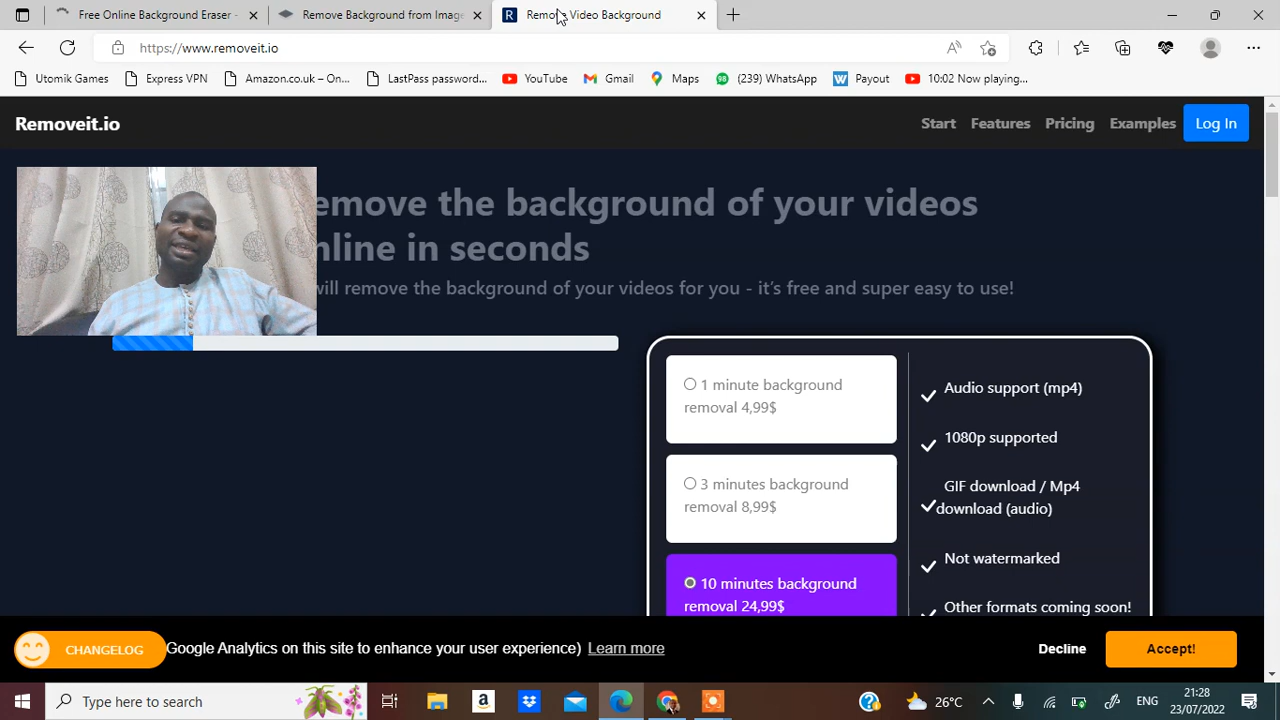 Free Online Background Eraser -
Remove Background from Image
Remove Video Background
https://www.removeit.io
Utomik Games
Express VPN
Amazon.co.uk – On...
LastPass password...
YouTube
Gmail
Maps
98
(239) WhatsApp
Payout
10:02 Now playing...
Removeit.io
Start
Features
Pricing
Examples
Log In
emove the background of your videos
nline in seconds
will remove the background of your videos for you - it's free and super easy to use!
1 minute background
removal 4,99$
3 minutes background
removal 8,99$
10 minutes background
removal 24,99$
Audio support (mp4)
1080p supported
GIF download / Mp4
download (audio)
Not watermarked
Other formats coming soon!
CHANGELOG
Google Analytics on this site to enhance your user experience) Learn more
Decline
Accept!
Type here to search
26°C
ENG
21:28
23/07/2022